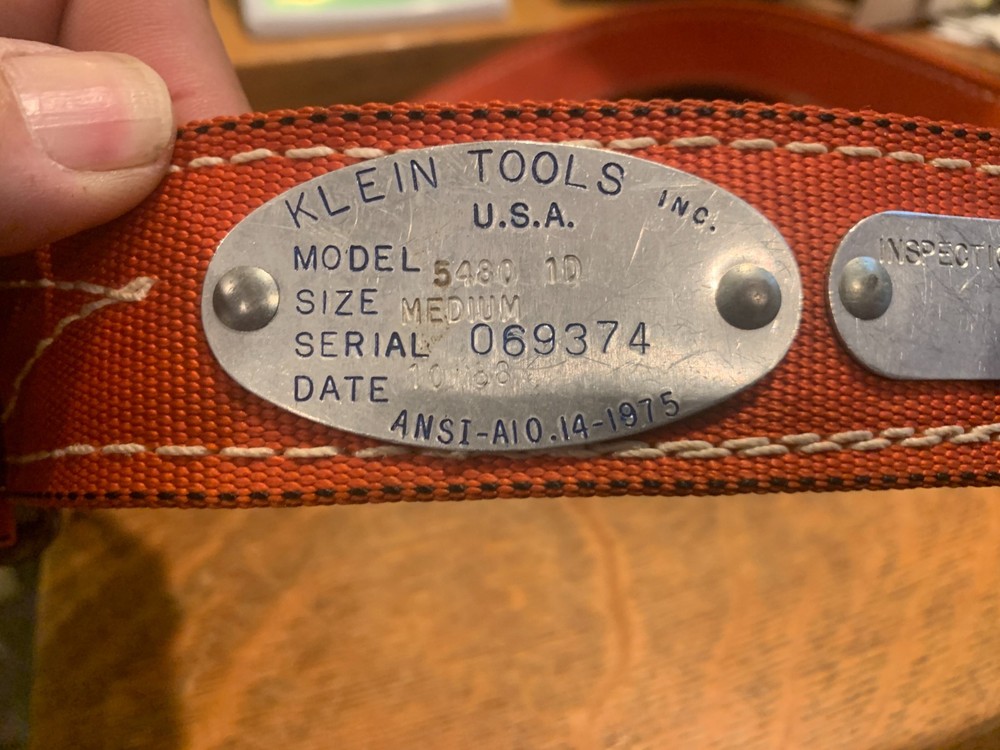 KLEIN TOOLS INC.
U.S.A.
MODEL 5480 1D
SIZE MEDIUM
SERIAL 069374
DATE
ANSI-A10.14-1975